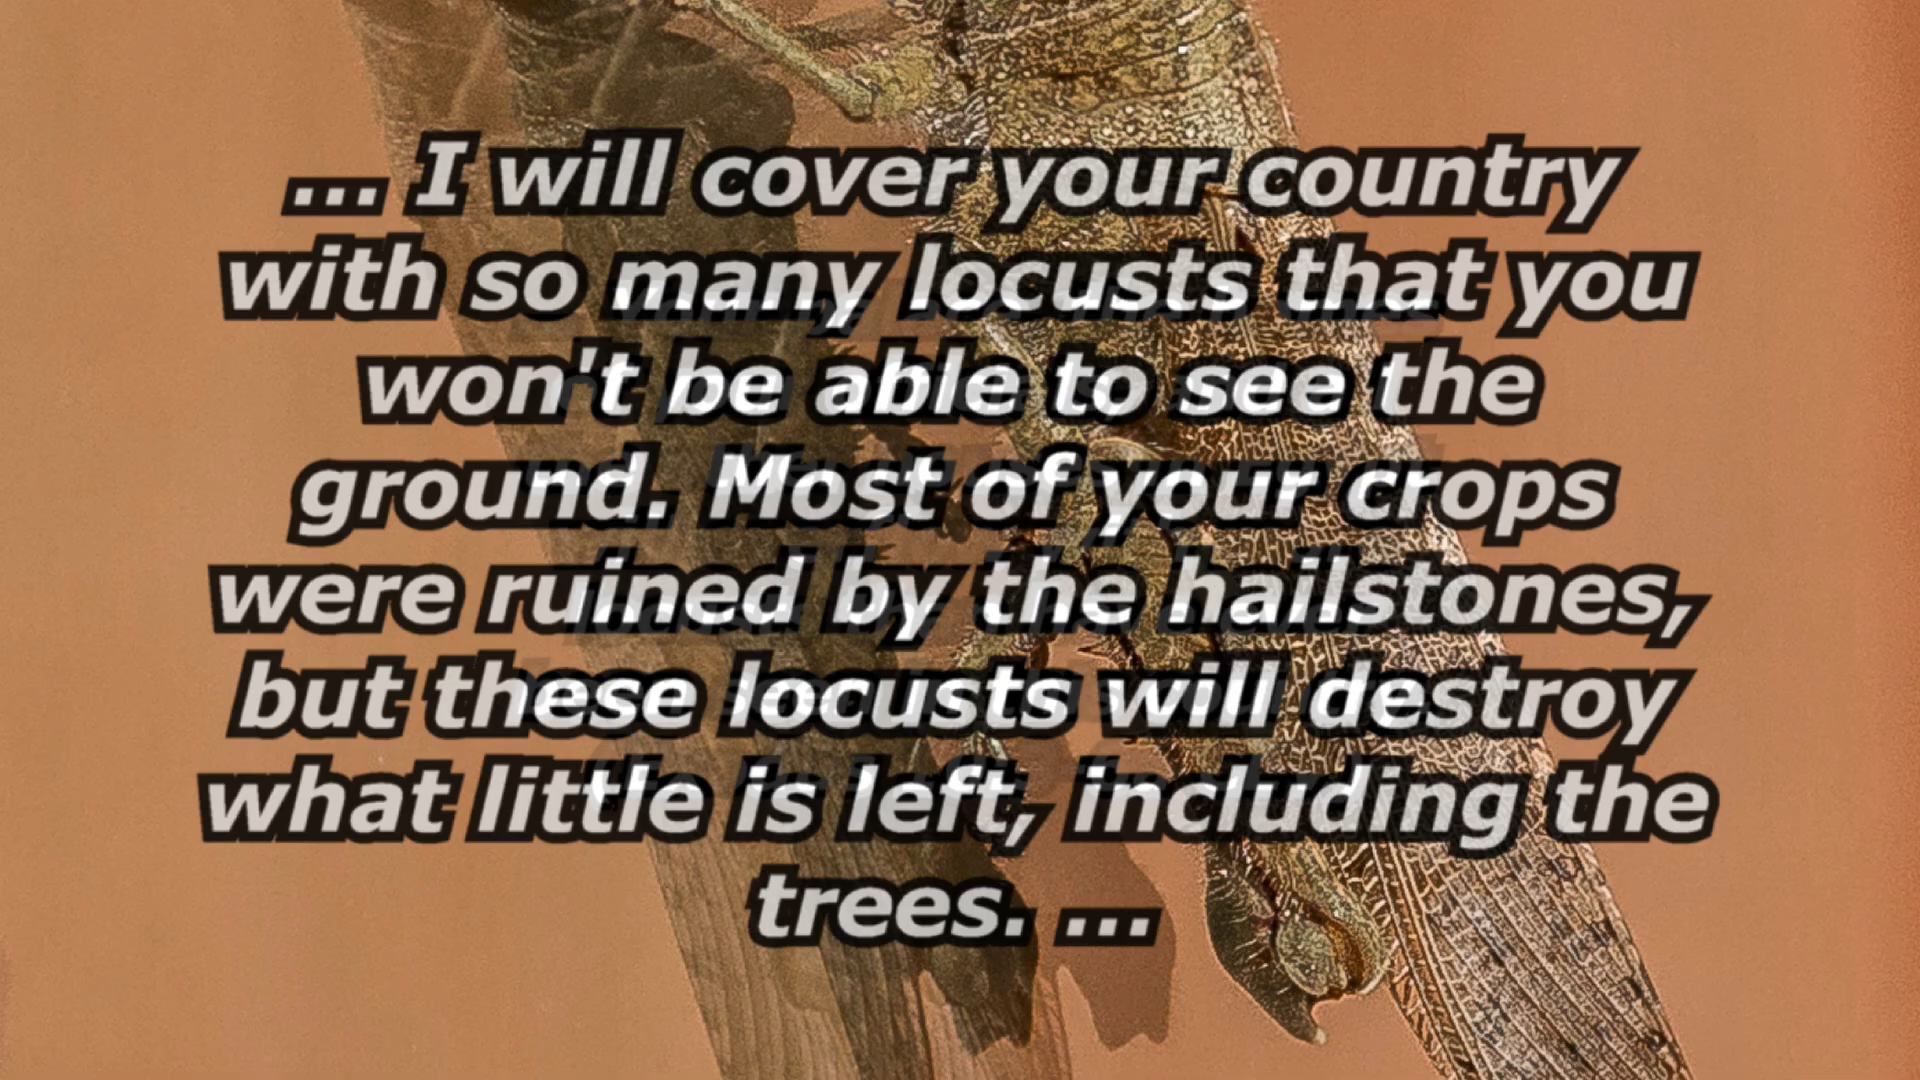 ... I will cover your country
with so many locusts that you
won't be able to see the
ground. Most of your crops
were ruined by the hailstones,
but these locusts will destroy
what little is left, including the
trees. ...